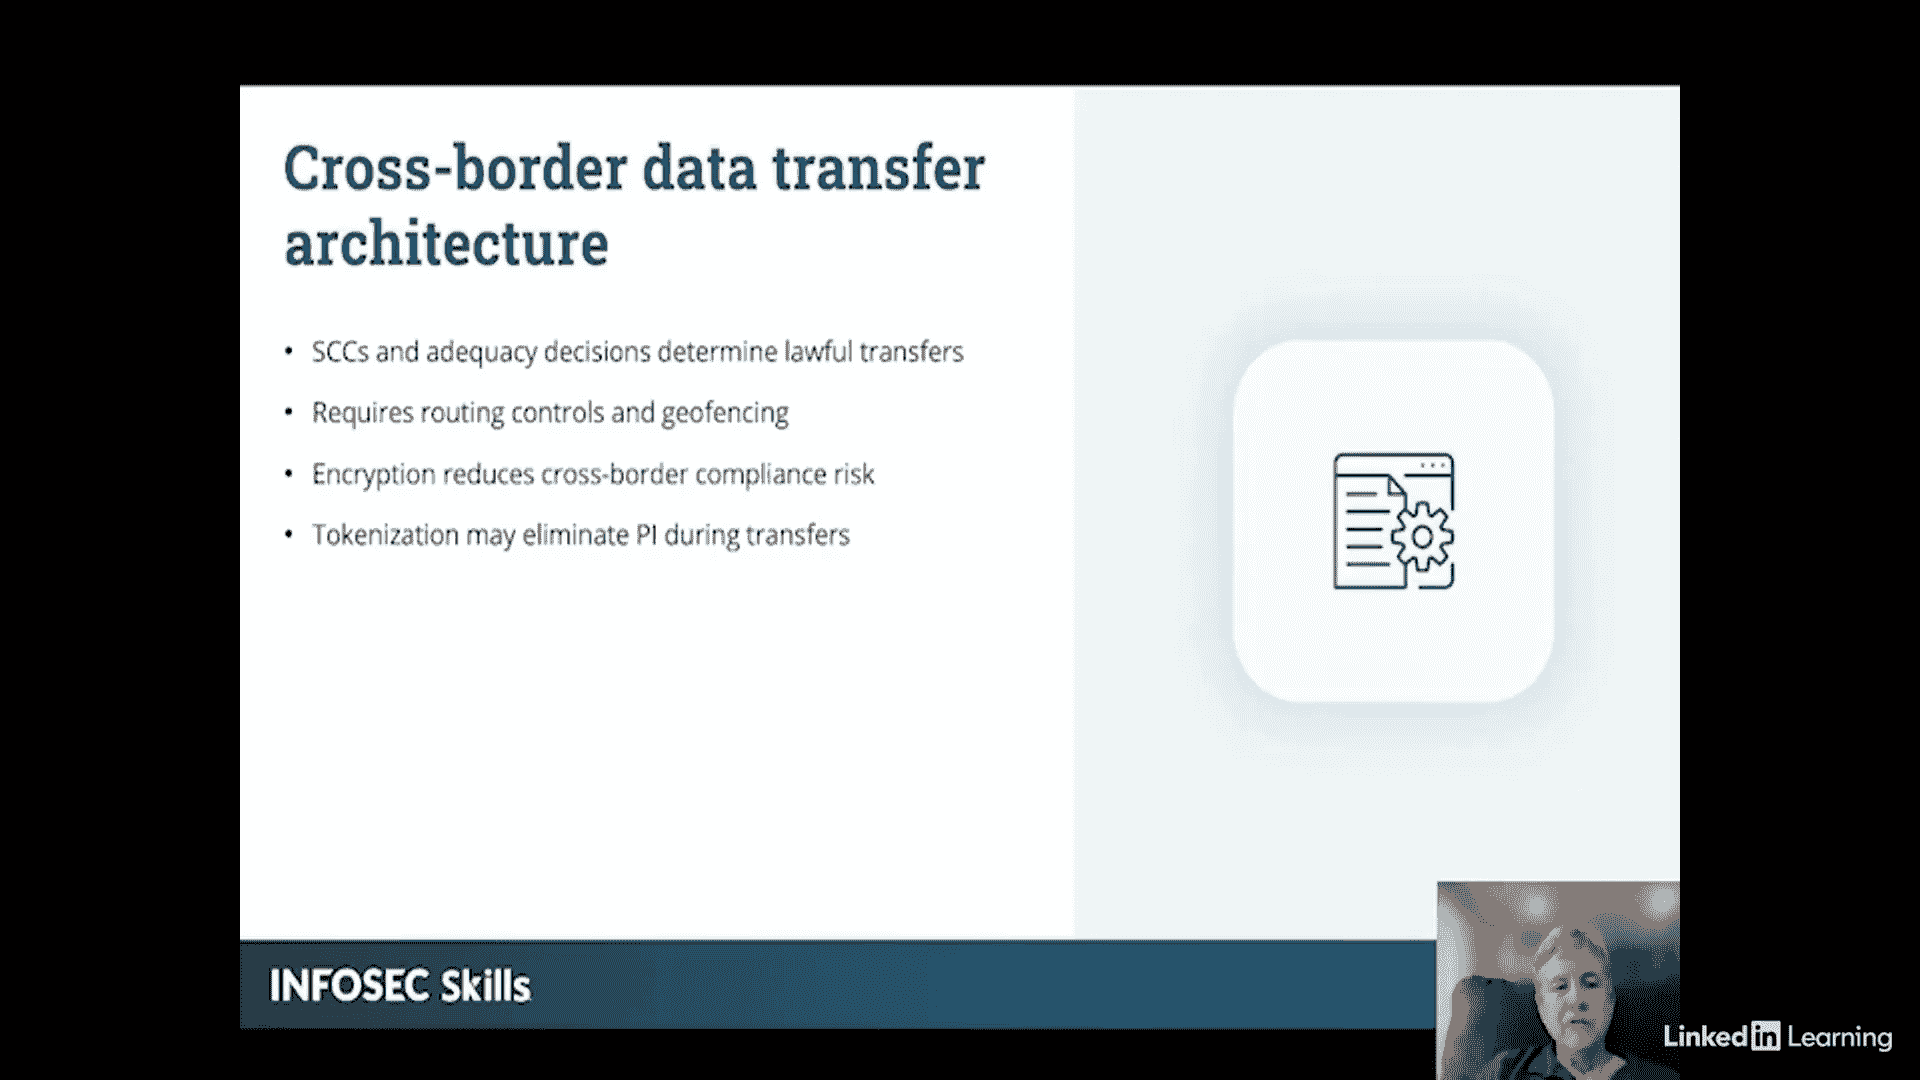 Cross-border data transfer
architecture
• SCCs and adequacy decisions determine lawful transfers
• Requires routing controls and geofencing
• Encryption reduces cross-border compliance risk
• Tokenization may eliminate PI during transfers
INFOSEC Skills
Linked in Learning